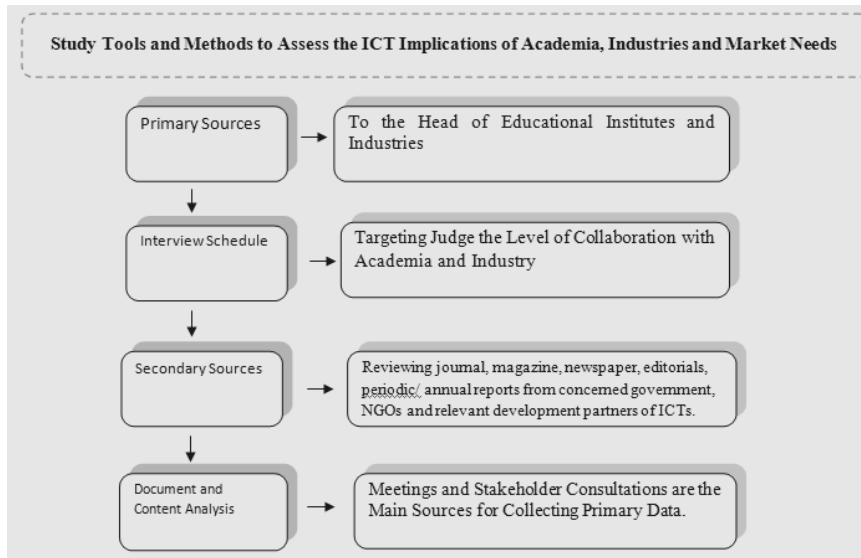 Study Tools and Methods to Assess the ICT Implications of Academia, Industries and Market Needs
Primary Sources
To the Head of Educational Institutes and
Industries
Interview Schedule
Targeting Judge the Level of Collaboration with
Academia and Industry
Secondary Sources
Reviewing journal, magazine, newspaper, editorials,
periodic/ annual reports from concerned government,
NGOs and relevant development partners of ICTs.
Document and
Content Analysis
Meetings and Stakeholder Consultations are the
Main Sources for Collecting Primary Data.